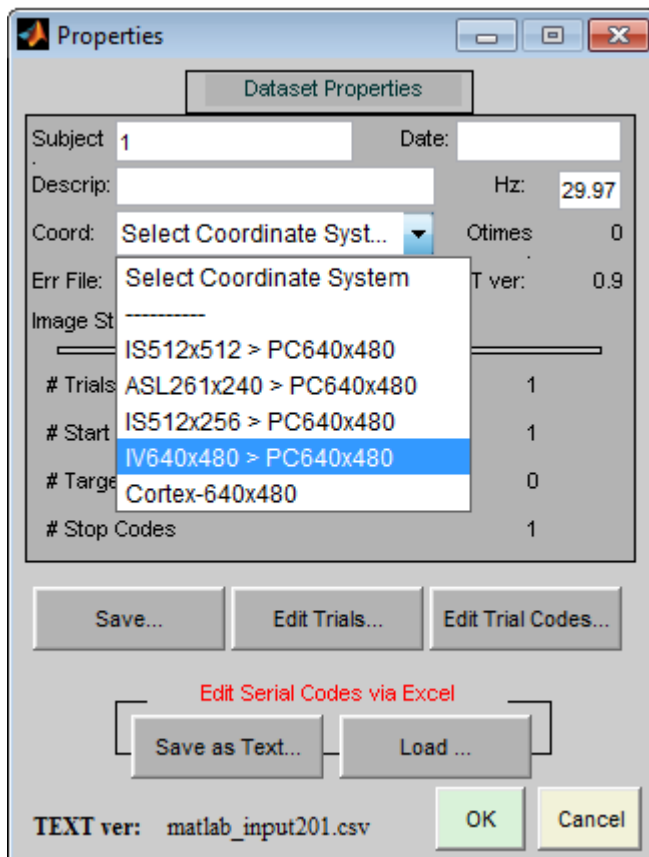 Properties
Dataset Properties
Subject 1 Date:
Descrip: Hz: 29.97
Coord: Select Coordinate Syst... Otimes 0
Select Coordinate System
Err File: T ver: 0.9
----------
Image St
IS512x512 > PC640x480
# Trials ASL261x240 > PC640x480 1
IS512x256 > PC640x480
# Start 1
IV640x480 > PC640x480
# Targe 0
Cortex-640x480
# Stop Codes 1
Save... Edit Trials... Edit Trial Codes...
Edit Serial Codes via Excel
Save as Text... Load ...
TEXT ver: matlab_input201.csv OK Cancel